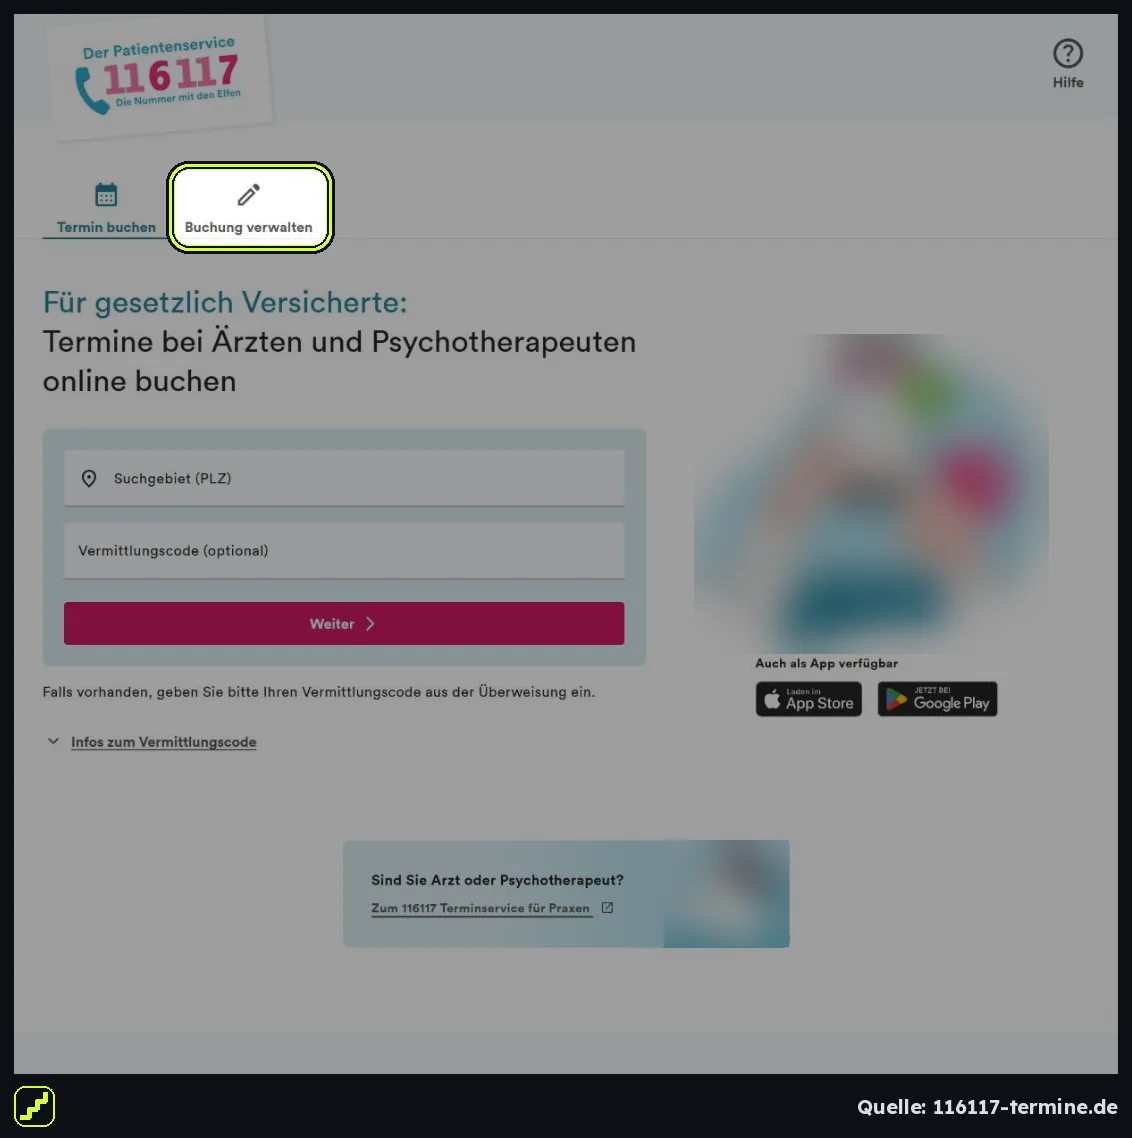 Der Patientenservice
116117
Die Nummer mit den Elfen
Hilfe
Termin buchen
Buchung verwalten
Für gesetzlich Versicherte:
Termine bei Ärzten und Psychotherapeuten
online buchen
Suchgebiet (PLZ)
Vermittlungscode (optional)
Weiter
Falls vorhanden, geben Sie bitte Ihren Vermittlungscode aus der Überweisung ein.
Infos zum Vermittlungscode
Auch als App verfügbar
Laden im
App Store
JETZT BEI
Google Play
Sind Sie Arzt oder Psychotherapeut?
Zum 116117 Terminservice für Praxen
Quelle: 116117-termine.de